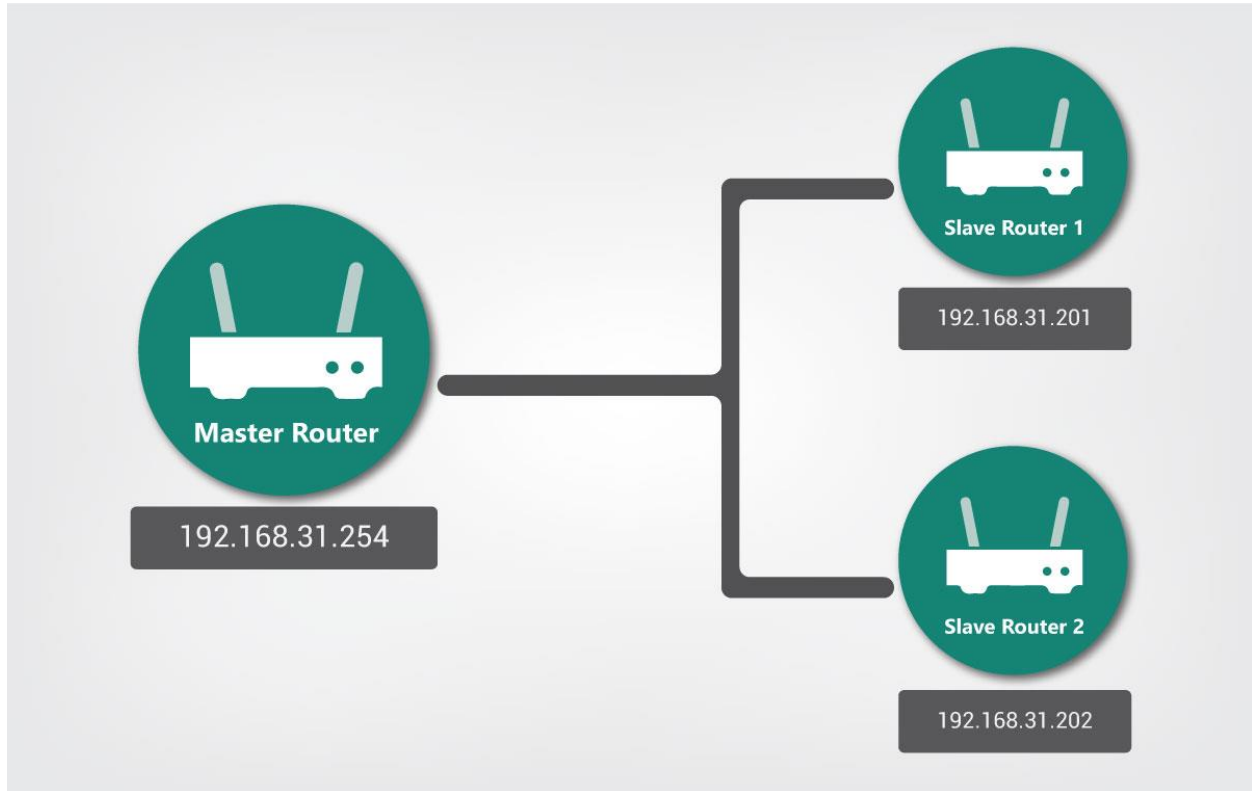 Master Router
192.168.31.254
Slave Router 1
192.168.31.201
Slave Router 2
192.168.31.202